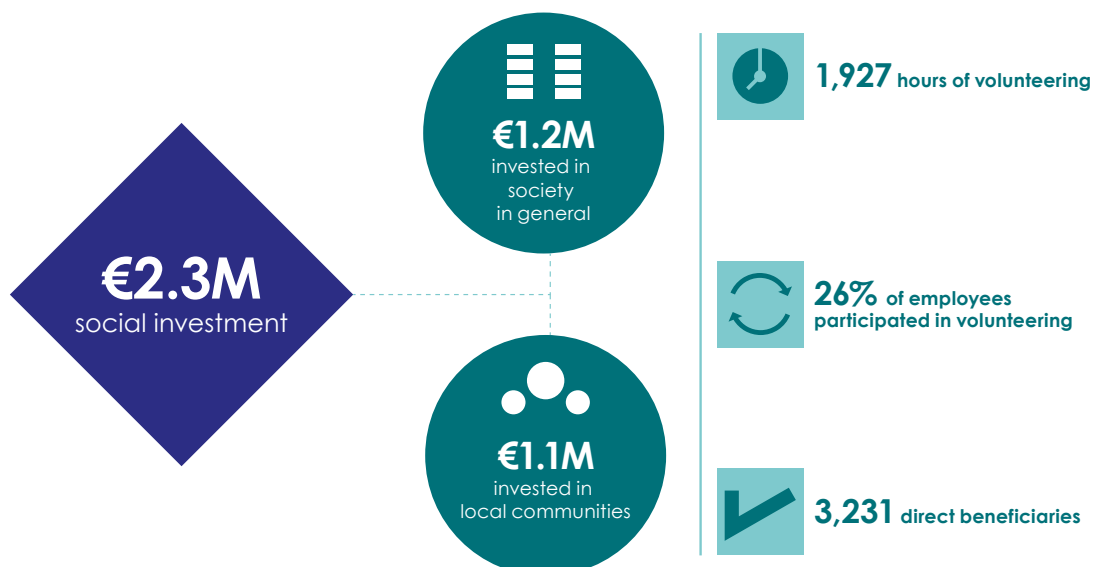 €2.3M
social investment
€1.2M
invested in
society
in general
€1.1M
invested in
local communities
1,927 hours of volunteering
26% of employees
participated in volunteering
3,231 direct beneficiaries